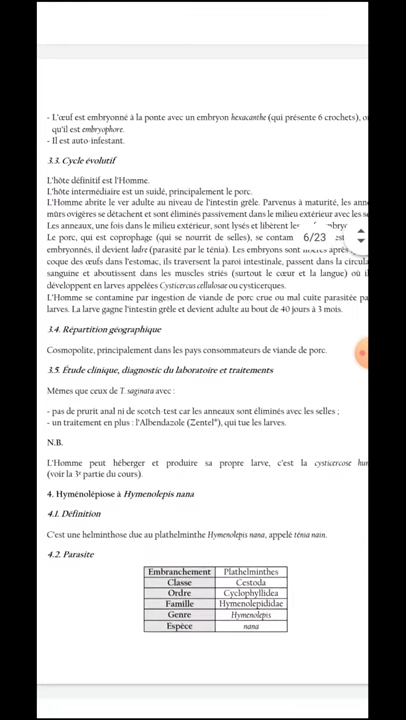 - L'œuf est embryonné à la ponte avec un embryon hexacanthe (qui présente 6 crochets),
qu'il est embryophore.
- Il est auto-infestant.
3.3. Cycle évolutif
L'hôte définitif est l'Homme.
L'hôte intermédiaire est un suidé, principalement le porc.
L'Homme abrite le ver adulte au niveau de l'intestin grêle. Parvenus à maturité, les
mûrs ovigères se détachent et sont éliminés passivement dans le milieu extérieur avec les
Les anneaux, une fois dans le milieu extérieur, sont lysés et libèrent
Le porc, qui est coprophage (qui se nourrit de selles), se
6/23
embryonnés, il devient ladre (parasité par le ténia). Les embryons sont après
coque des œufs dans l'estomac, ils traversent la paroi intestinale, passent dans la
sanguine et aboutissent dans les muscles striés (surtout le cœur et la langue) où
développent en larves appelées Cysticercus cellulosae ou cysticerques.
L'Homme se contamine par ingestion de viande de porc crue ou mal cuite parasitée
larves. La larve gagne l'intestin grêle et devient adulte au bout de 40 jours à 3 mois.
3.4. Répartition géographique
Cosmopolite, principalement dans les pays consommateurs de viande de porc.
3.5. Étude clinique, diagnostic du laboratoire et traitements
Mêmes que ceux de T. saginata avec :
- pas de prurit anal ni de scotch-test car les anneaux sont éliminés avec les selles ;
- un traitement en plus : l'Albendazole (Zentel®), qui tue les larves.
N.B.
L'Homme peut héberger et produire sa propre larve, c'est la cysticercose
(voir la 3e partie du cours).
4. Hyménolépiose à Hymenolepis nana
4.1. Définition
C'est une helminthose due au plathelminthe Hymenolepis nana, appelé ténia nain.
4.2. Parasite
Embranchement Plathelminthes
Classe Cestoda
Ordre Cyclophyllidea
Famille Hymenolepididae
Genre Hymenolepis
Espèce nana